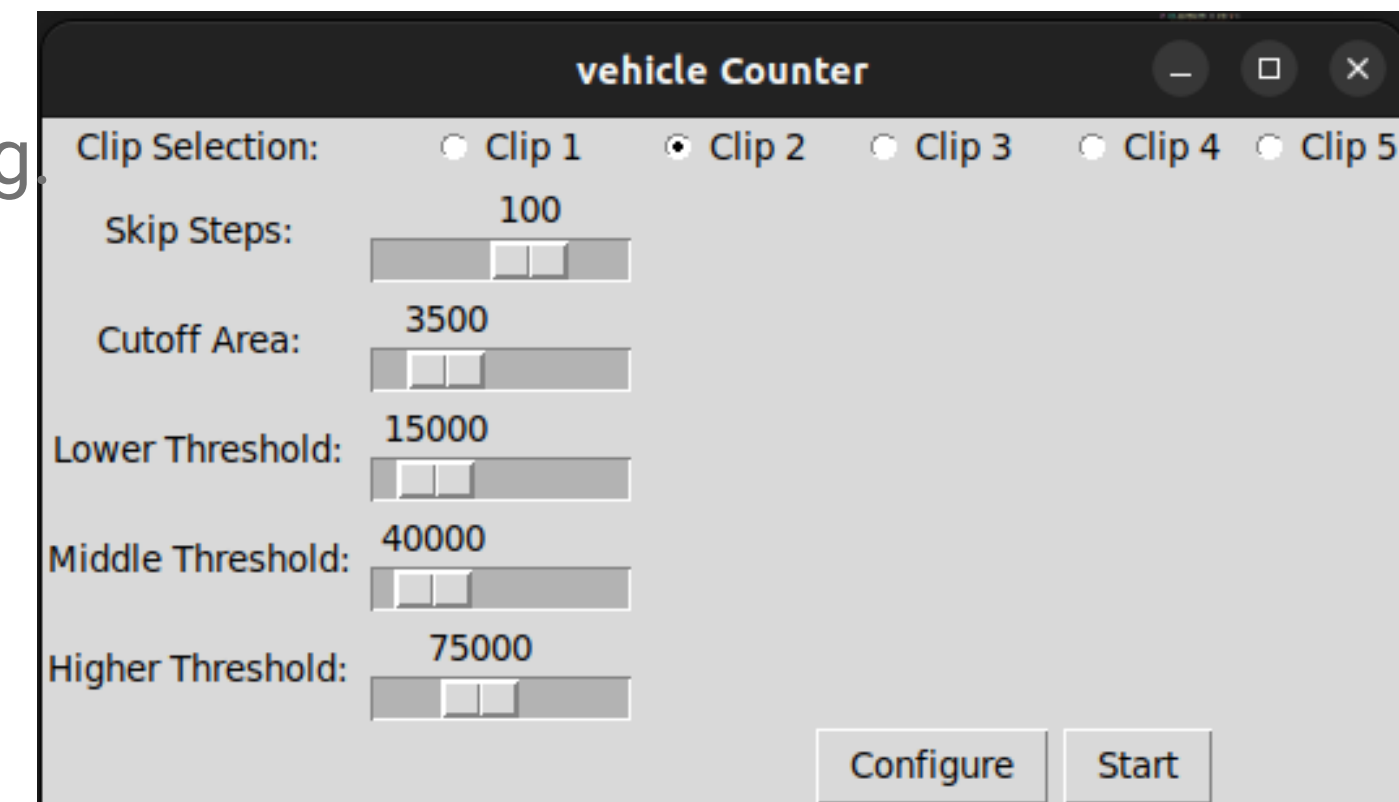 vehicle Counter
g.
Clip Selection: Clip 1 Clip 2 Clip 3 Clip 4 Clip 5
Skip Steps: 100
Cutoff Area: 3500
Lower Threshold: 15000
Middle Threshold: 40000
Higher Threshold: 75000
Configure Start